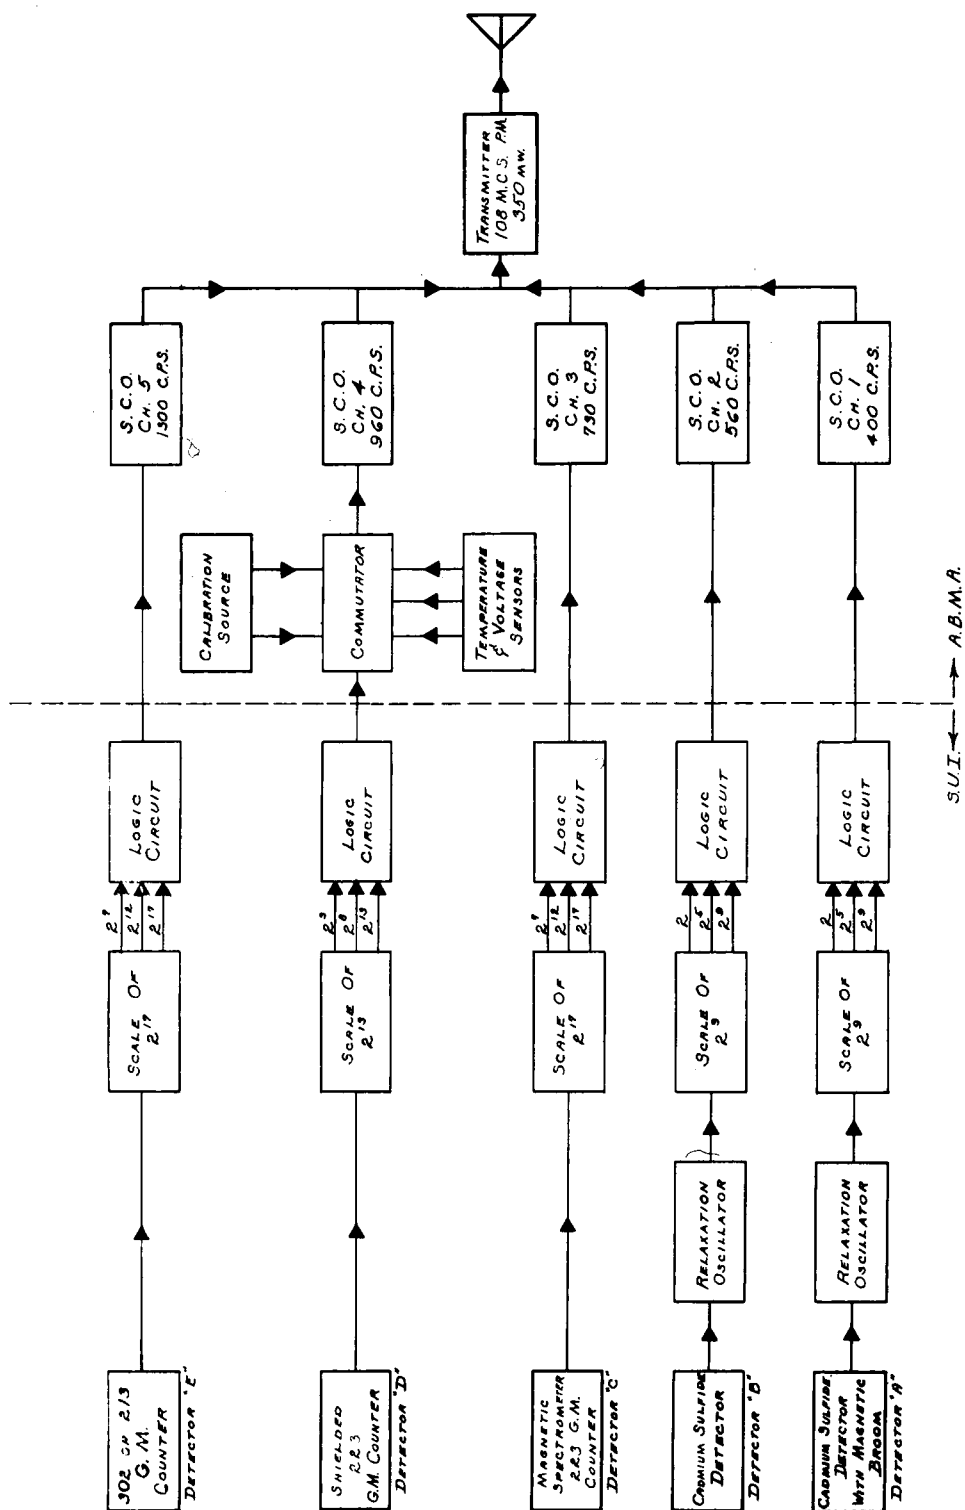 302 OR 213
G.M.
COUNTER
DETECTOR "E"
SCALE OF
2¹⁷
2⁷
2¹²
2¹⁷
LOGIC
CIRCUIT
S.C.O.
CH. 5
1300 C.P.S.
CALIBRATION
SOURCE
SHIELDED
223
G.M. COUNTER
DETECTOR "D"
SCALE OF
2¹³
2³
2⁸
2¹³
LOGIC
CIRCUIT
COMMUTATOR
S.C.O.
CH. 4
960 C.P.S.
TEMPERATURE
& VOLTAGE
SENSORS
TRANSMITTER
108 M.C.S. P.M.
350 MW.
MAGNETIC
SPECTROMETER
223 G.M.
COUNTER
DETECTOR "C"
SCALE OF
2¹⁷
2⁷
2¹²
2¹⁷
LOGIC
CIRCUIT
S.C.O.
CH. 3
730 C.P.S.
CADMIUM SULFIDE
DETECTOR
DETECTOR "B"
RELAXATION
OSCILLATOR
SCALE OF
2⁹
2
2⁵
2⁹
LOGIC
CIRCUIT
S.C.O.
CH. 2
560 C.P.S.
CADMIUM SULFIDE
DETECTOR
WITH MAGNETIC
BROOM
DETECTOR "A"
RELAXATION
OSCILLATOR
SCALE OF
2⁹
2
2⁵
2⁹
LOGIC
CIRCUIT
S.C.O.
CH. 1
400 C.P.S.
S.U.I. A.B.M.A.